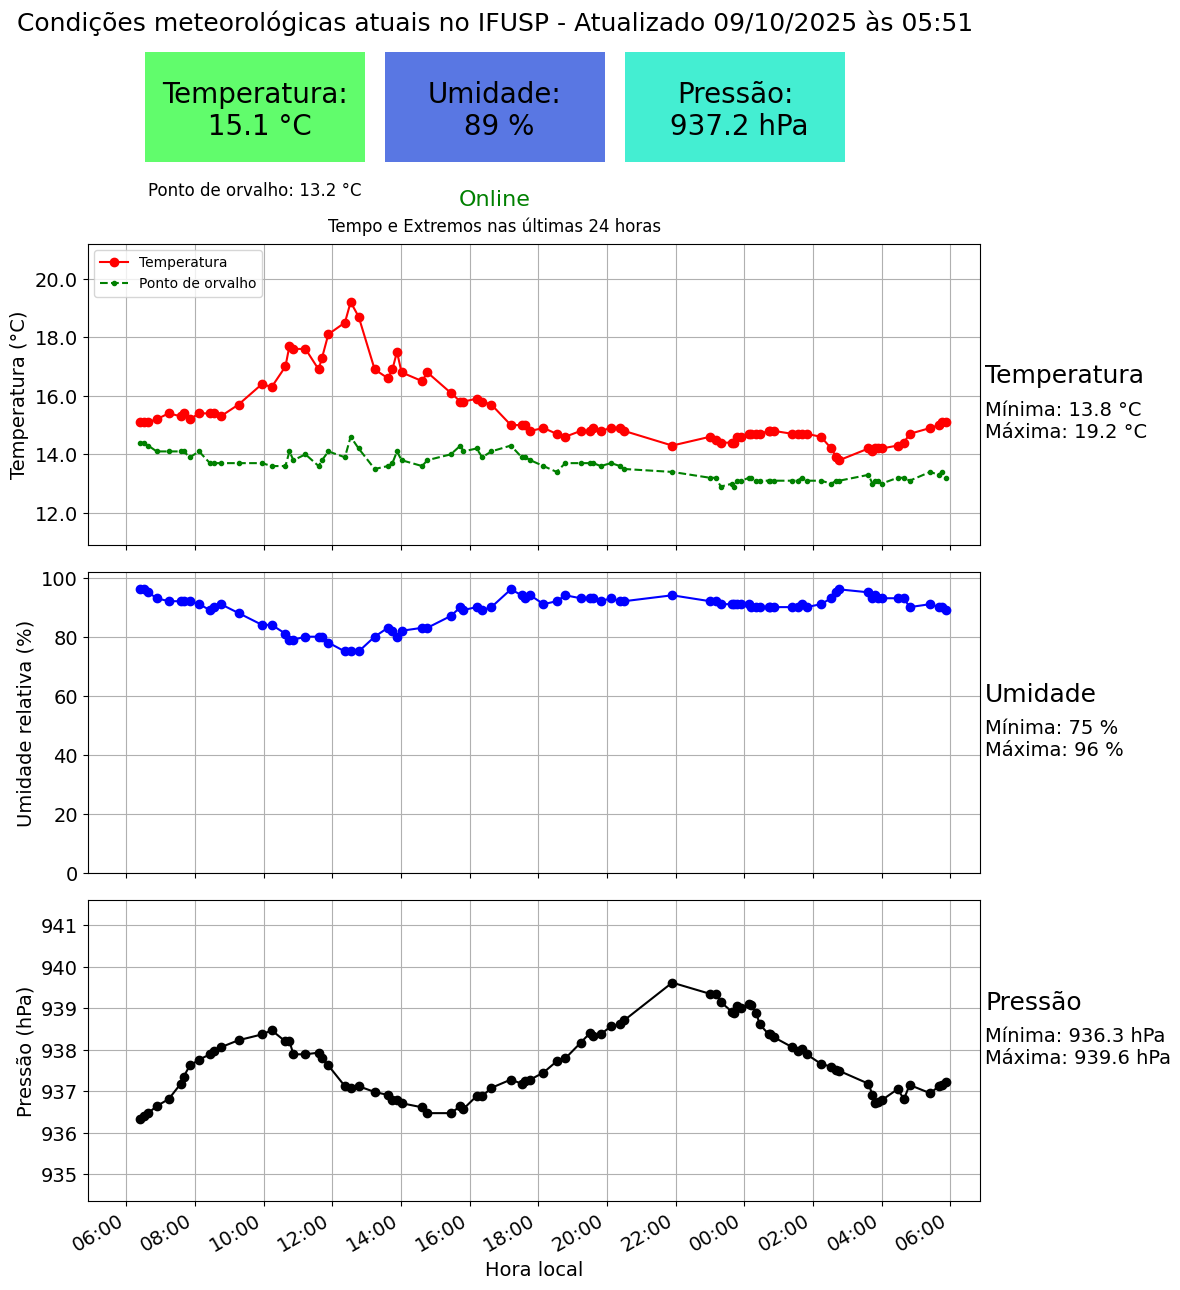 Condições meteorológicas atuais no IFUSP - Atualizado 09/10/2025 às 05:51
Temperatura:
15.1 °C
Umidade:
89 %
Pressão:
937.2 hPa
Ponto de orvalho: 13.2 °C
Online
Tempo e Extremos nas últimas 24 horas
Temperatura
Ponto de orvalho
Temperatura (°C)
20.0
18.0
16.0
14.0
12.0
Temperatura
Mínima: 13.8 °C
Máxima: 19.2 °C
Umidade relativa (%)
100
80
60
40
20
0
Umidade
Mínima: 75 %
Máxima: 96 %
Pressão (hPa)
941
940
939
938
937
936
935
Pressão
Mínima: 936.3 hPa
Máxima: 939.6 hPa
06:00 08:00 10:00 12:00 14:00 16:00 18:00 20:00 22:00 00:00 02:00 04:00 06:00
Hora local